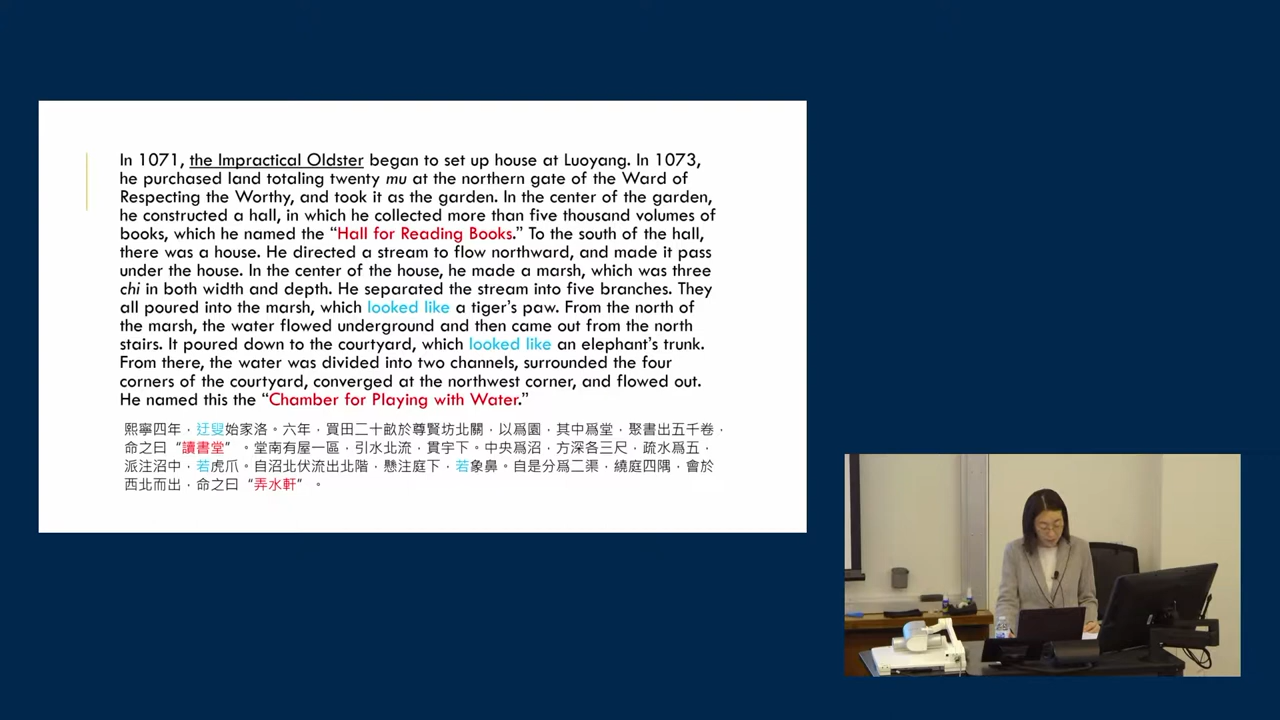 In 1071, the Impractical Oldster began to set up house at Luoyang. In 1073,
he purchased land totaling twenty mu at the northern gate of the Ward of
Respecting the Worthy, and took it as the garden. In the center of the garden,
he constructed a hall, in which he collected more than five thousand volumes of
books, which he named the “Hall for Reading Books.” To the south of the hall,
there was a house. He directed a stream to flow northward, and made it pass
under the house. In the center of the house, he made a marsh, which was three
chi in both width and depth. He separated the stream into five branches. They
all poured into the marsh, which looked like a tiger’s paw. From the north of
the marsh, the water flowed underground and then came out from the north
stairs. It poured down to the courtyard, which looked like an elephant’s trunk.
From there, the water was divided into two channels, surrounded the four
corners of the courtyard, converged at the northwest corner, and flowed out.
He named this the “Chamber for Playing with Water.”
熙寧四年，迂叟始家洛。六年，買田二十畝於尊賢坊北關，以爲園，其中爲堂，聚書出五千卷，
命之曰“讀書堂”。堂南有屋一區，引水北流，貫宇下。中央爲沼，方深各三尺，疏水爲五，
派注沼中，若虎爪。自沼北伏流出北階，懸注庭下，若象鼻。自是分爲二渠，繞庭四隅，會於
西北而出，命之曰“弄水軒”。